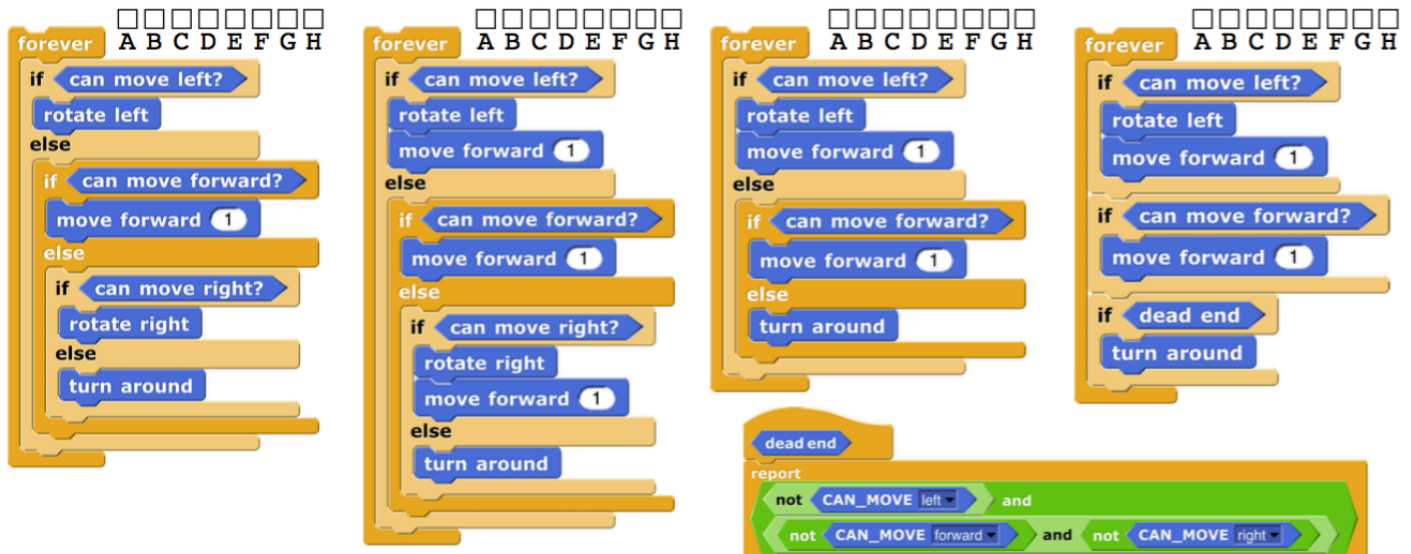 forever A B C D E F G H
if can move left?
rotate left
else
if can move forward?
move forward 1
else
if can move right?
rotate right
else
turn around
forever A B C D E F G H
if can move left?
rotate left
move forward 1
else
if can move forward?
move forward 1
else
if can move right?
rotate right
move forward 1
else
turn around
forever A B C D E F G H
if can move left?
rotate left
move forward 1
else
if can move forward?
move forward 1
else
turn around
forever A B C D E F G H
if can move left?
rotate left
move forward 1
if can move forward?
move forward 1
if dead end
turn around
dead end
report
not CAN_MOVE left and
not CAN_MOVE forward and not CAN_MOVE right